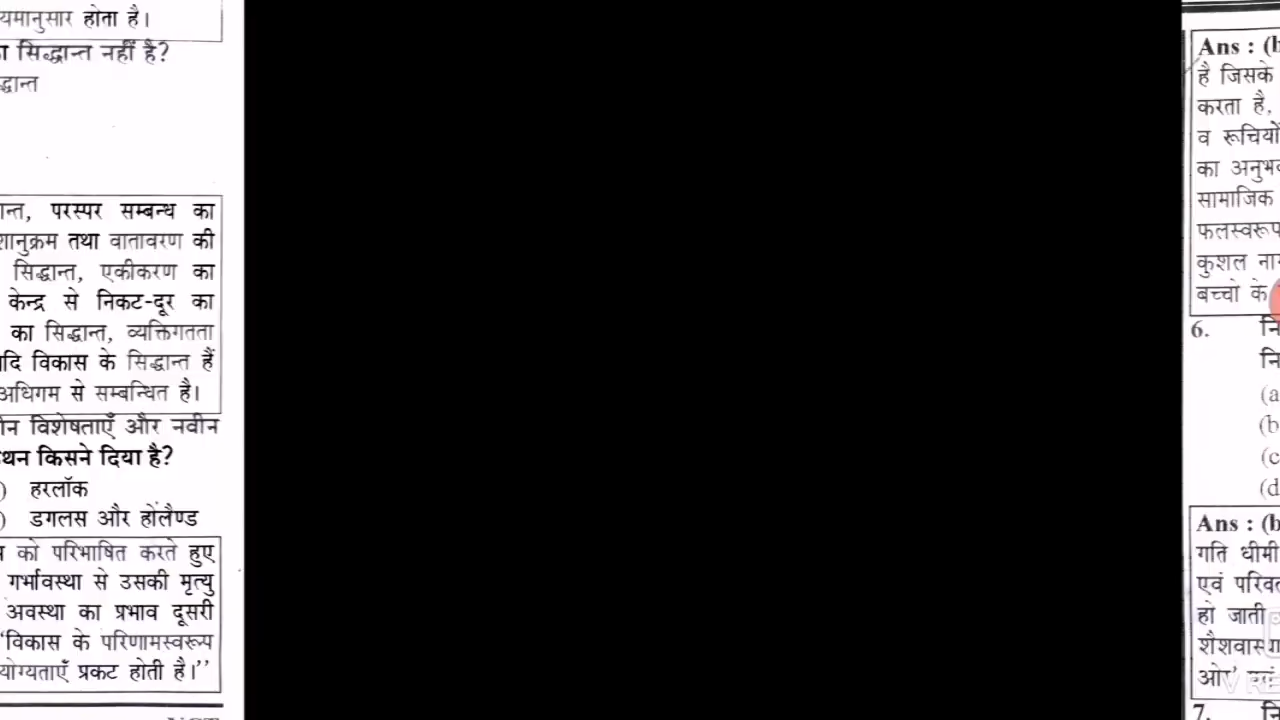 यमानुसार होता है।
सिद्धान्त नहीं है?
द्धान्त
न्त, परस्पर सम्बन्ध का
शानुक्रम तथा वातावरण की
सिद्धान्त, एकीकरण का
केन्द्र से निकट-दूर का
का सिद्धान्त, व्यक्तिगतता
दि विकास के सिद्धान्त हैं
अधिगम से सम्बन्धित है।
न विशेषताएँ और नवीन
थन किसने दिया है?
) हरलॉक
) डगलस और होलैण्ड
को परिभाषित करते हुए
गर्भावस्था से उसकी मृत्यु
अवस्था का प्रभाव दूसरी
"विकास के परिणामस्वरूप
योग्यताएँ प्रकट होती है।''
Ans : (b
है जिसके
करता है,
व रूचियों
का अनुभव
सामाजिक
फलस्वरूप
कुशल ना
बच्चो के
6. नि
नि
(a
(b
(c
(d
Ans : (b
गति धीमी
एवं परिव
हो जाती
शैशवास
ओर'
7. नि